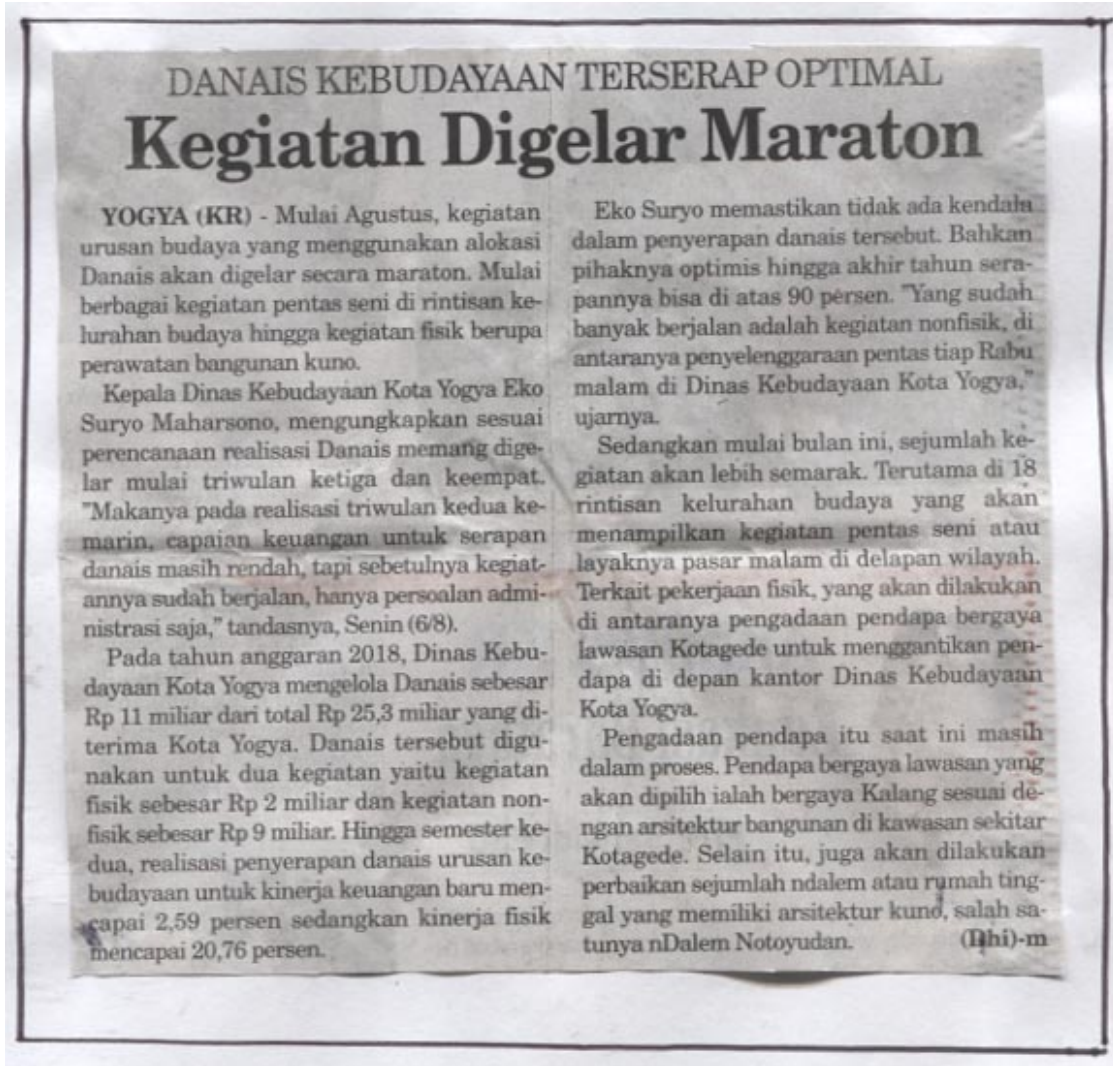 DANAIS KEBUDAYAAN TERSERAP OPTIMAL
Kegiatan Digelar Maraton
YOGYA (KR) - Mulai Agustus, kegiatan
urusan budaya yang menggunakan alokasi
Danais akan digelar secara maraton. Mulai
berbagai kegiatan pentas seni di rintisan ke-
lurahan budaya hingga kegiatan fisik berupa
perawatan bangunan kuno.
Kepala Dinas Kebudayaan Kota Yogya Eko
Suryo Maharsono, mengungkapkan sesuai
perencanaan realisasi Danais memang dige-
lar mulai triwulan ketiga dan keempat.
"Makanya pada realisasi triwulan kedua ke-
marin, capaian keuangan untuk serapan
danais masih rendah, tapi sebetulnya kegiat-
annya sudah berjalan, hanya persoalan admi-
nistrasi saja," tandasnya, Senin (6/8).
Pada tahun anggaran 2018, Dinas Kebu-
dayaan Kota Yogya mengelola Danais sebesar
Rp 11 miliar dari total Rp 25,3 miliar yang di-
terima Kota Yogya. Danais tersebut digu-
nakan untuk dua kegiatan yaitu kegiatan
fisik sebesar Rp 2 miliar dan kegiatan non-
fisik sebesar Rp 9 miliar. Hingga semester ke-
dua, realisasi penyerapan danais urusan ke-
budayaan untuk kinerja keuangan baru men-
capai 2,59 persen sedangkan kinerja fisik
mencapai 20,76 persen.
Eko Suryo memastikan tidak ada kendala
dalam penyerapan danais tersebut. Bahkan
pihaknya optimis hingga akhir tahun sera-
pannya bisa di atas 90 persen. "Yang sudah
banyak berjalan adalah kegiatan nonfisik, di
antaranya penyelenggaraan pentas tiap Rabu
malam di Dinas Kebudayaan Kota Yogya,"
ujarnya.
Sedangkan mulai bulan ini, sejumlah ke-
giatan akan lebih semarak. Terutama di 18
rintisan kelurahan budaya yang akan
menampilkan kegiatan pentas seni atau
layaknya pasar malam di delapan wilayah.
Terkait pekerjaan fisik, yang akan dilakukan
di antaranya pengadaan pendapa bergaya
lawasan Kotagede untuk menggantikan pen-
dapa di depan kantor Dinas Kebudayaan
Kota Yogya.
Pengadaan pendapa itu saat ini masih
dalam proses. Pendapa bergaya lawasan yang
akan dipilih ialah bergaya Kalang sesuai de-
ngan arsitektur bangunan di kawasan sekitar
Kotagede. Selain itu, juga akan dilakukan
perbaikan sejumlah ndalem atau rumah ting-
gal yang memiliki arsitektur kuno, salah sa-
tunya nDalem Notoyudan. (Dhi)-m